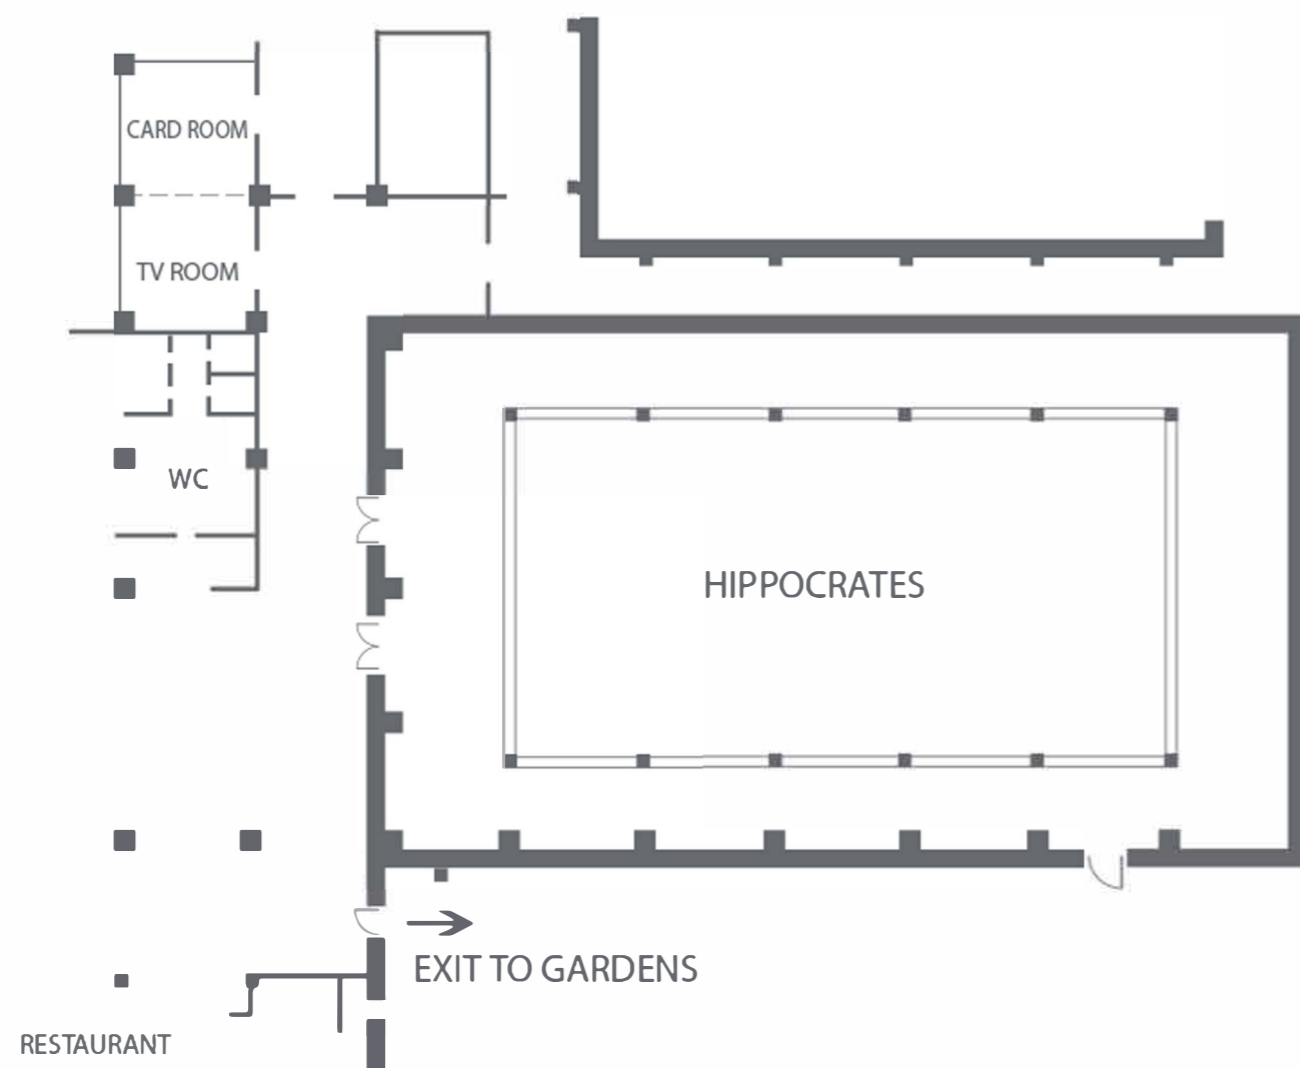 CARD ROOM
TV ROOM
WC
HIPPOCRATES
EXIT TO GARDENS
RESTAURANT